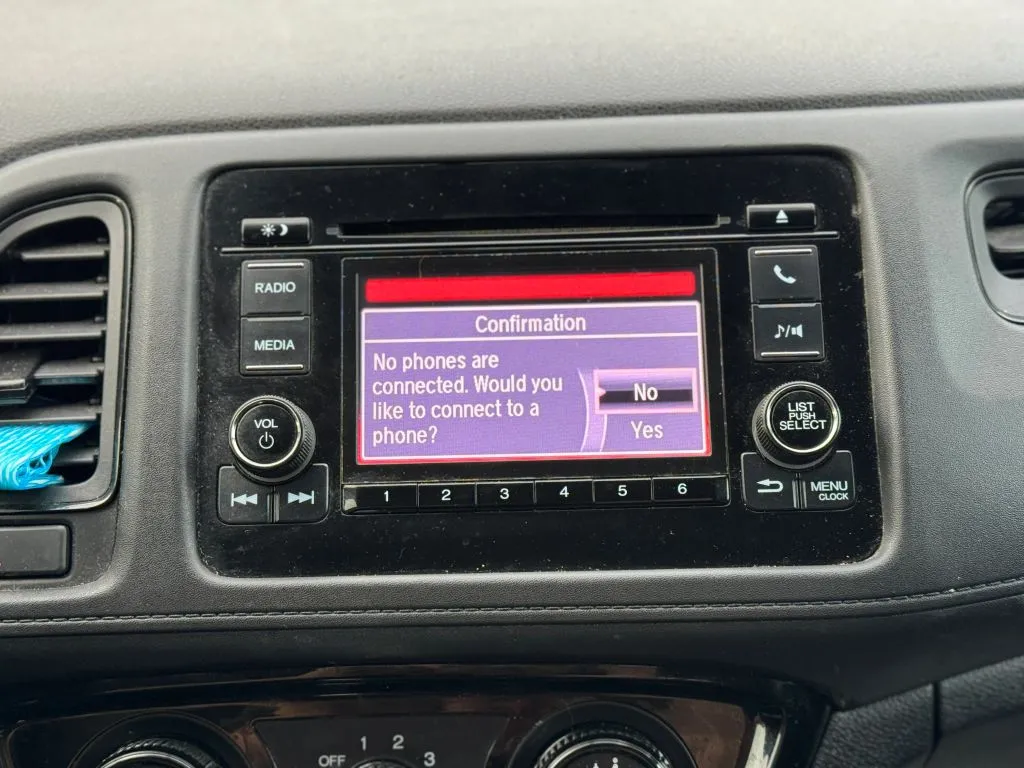 RADIO
MEDIA
VOL
Confirmation
No phones are
connected. Would you
like to connect to a
phone?
No
Yes
♪/
LIST
PUSH
SELECT
MENU
CLOCK
1 2 3 4 5 6
OFF 1 2 3